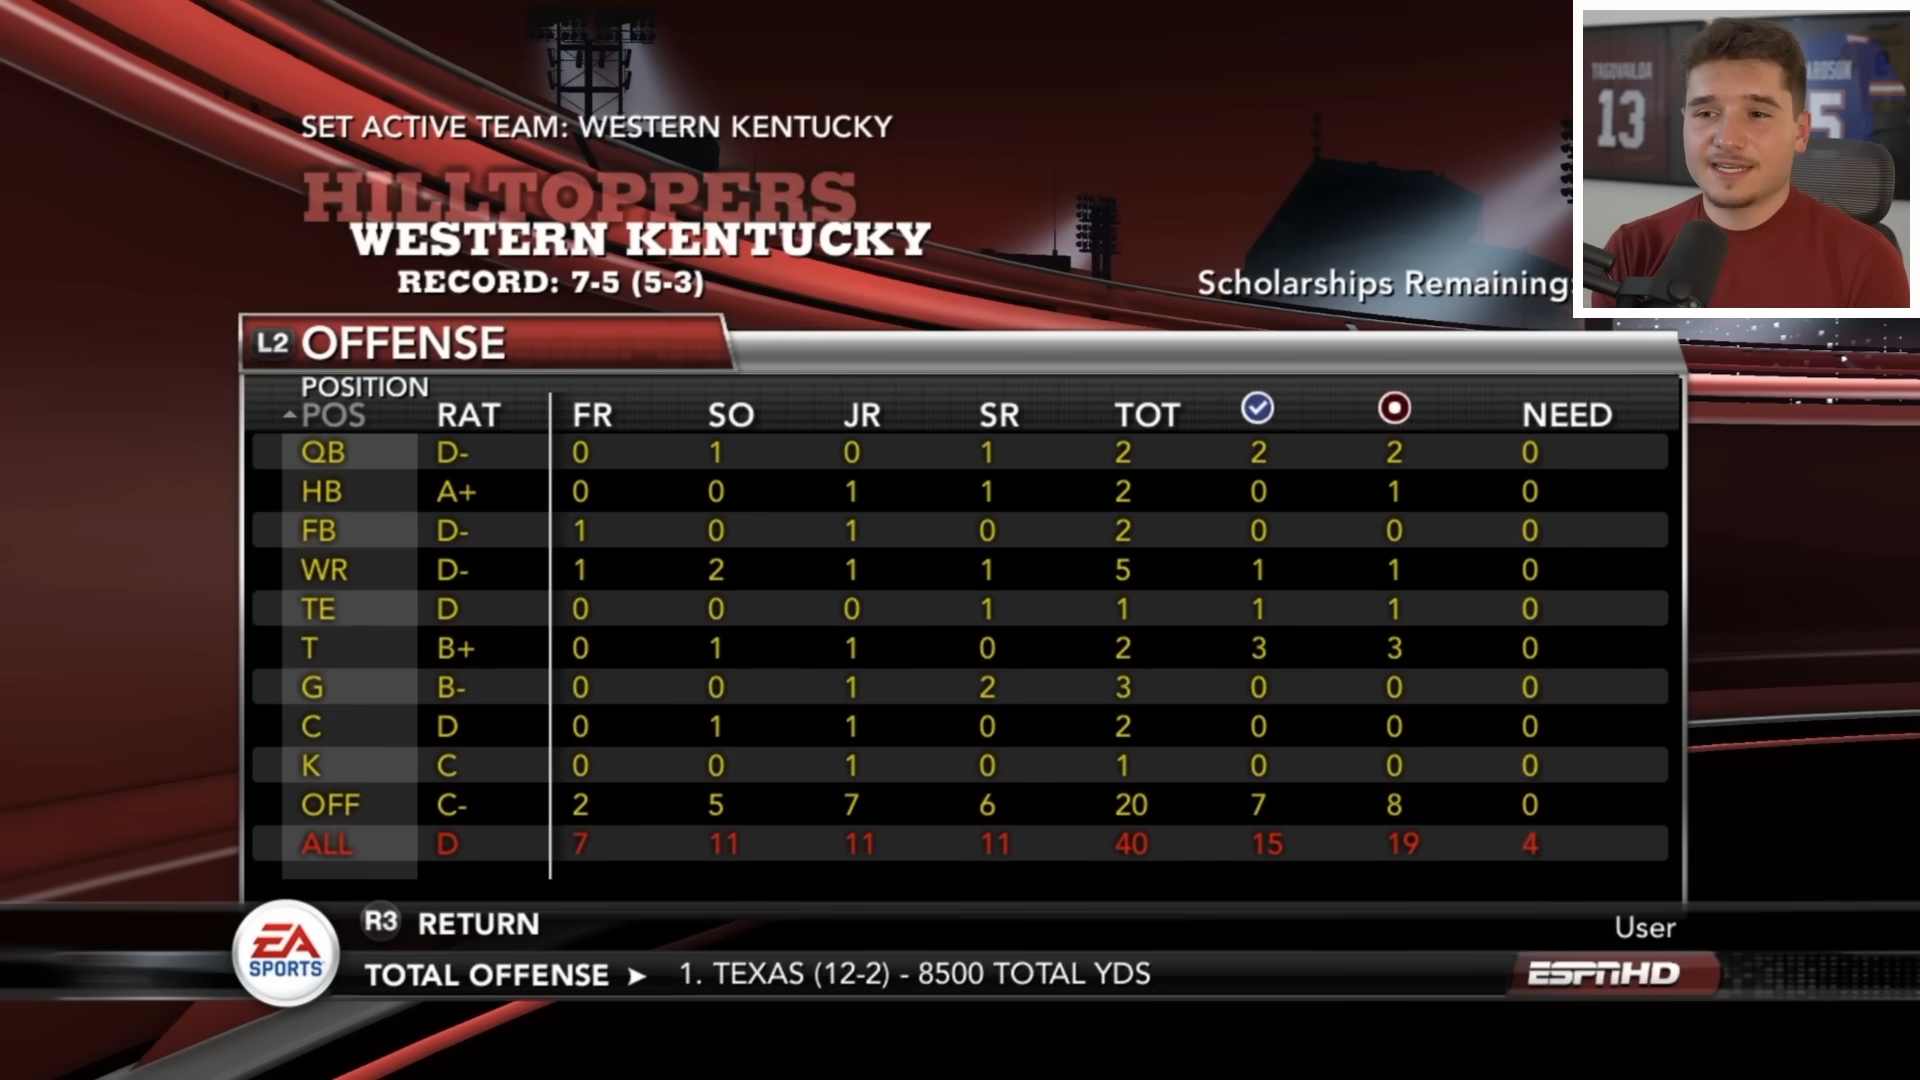 SET ACTIVE TEAM: WESTERN KENTUCKY
HILLTOPPERS
WESTERN KENTUCKY
RECORD: 7-5 (5-3)
Scholarships Remaining:
TAGOVAILOA
13
ARDSON
5
L2 OFFENSE
POSITION
POS RAT FR SO JR SR TOT NEED
QB D- 0 1 0 1 2 2 2 0
HB A+ 0 0 1 1 2 0 1 0
FB D- 1 0 1 0 2 0 0 0
WR D- 1 2 1 1 5 1 1 0
TE D 0 0 0 1 1 1 1 0
T B+ 0 1 1 0 2 3 3 0
G B- 0 0 1 2 3 0 0 0
C D 0 1 1 0 2 0 0 0
K C 0 0 1 0 1 0 0 0
OFF C- 2 5 7 6 20 7 8 0
ALL D 7 11 11 11 40 15 19 4
R3 RETURN
User
EA
SPORTS
TOTAL OFFENSE 1. TEXAS (12-2) - 8500 TOTAL YDS
ESPN HD